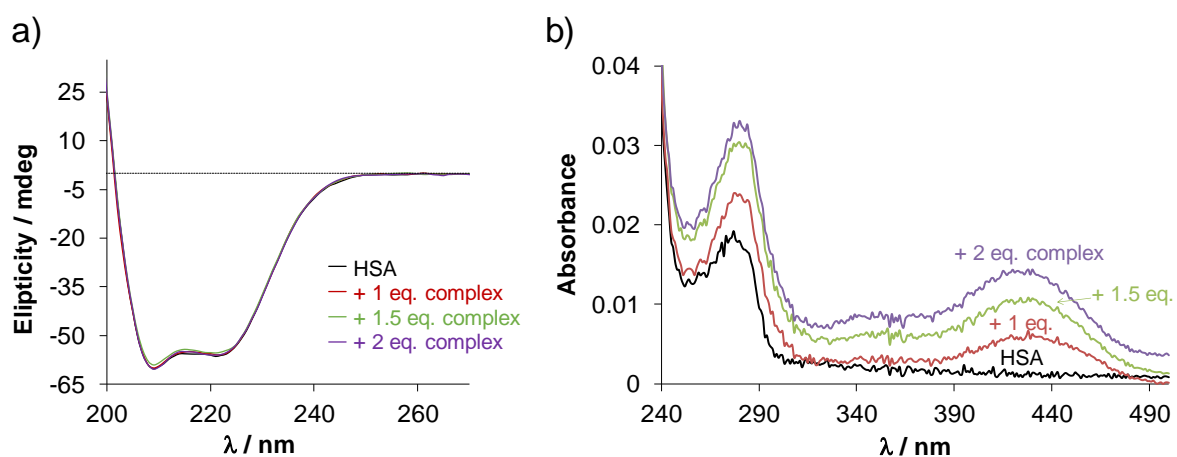 a)
25
10
-5
-20
-35
-50
-65
Elipticity / mdeg
HSA
+ 1 eq. complex
+ 1.5 eq. complex
+ 2 eq. complex
200
220
240
260
λ / nm
b)
0.04
0.03
0.02
0.01
0
Absorbance
+ 2 eq. complex
+ 1.5 eq.
+ 1 eq.
HSA
240
290
340
390
440
490
λ / nm